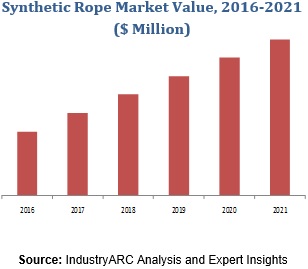 Synthetic Rope Market Value, 2016-2021
($ Million)
2016 2017 2018 2019 2020 2021
Source: IndustryARC Analysis and Expert Insights